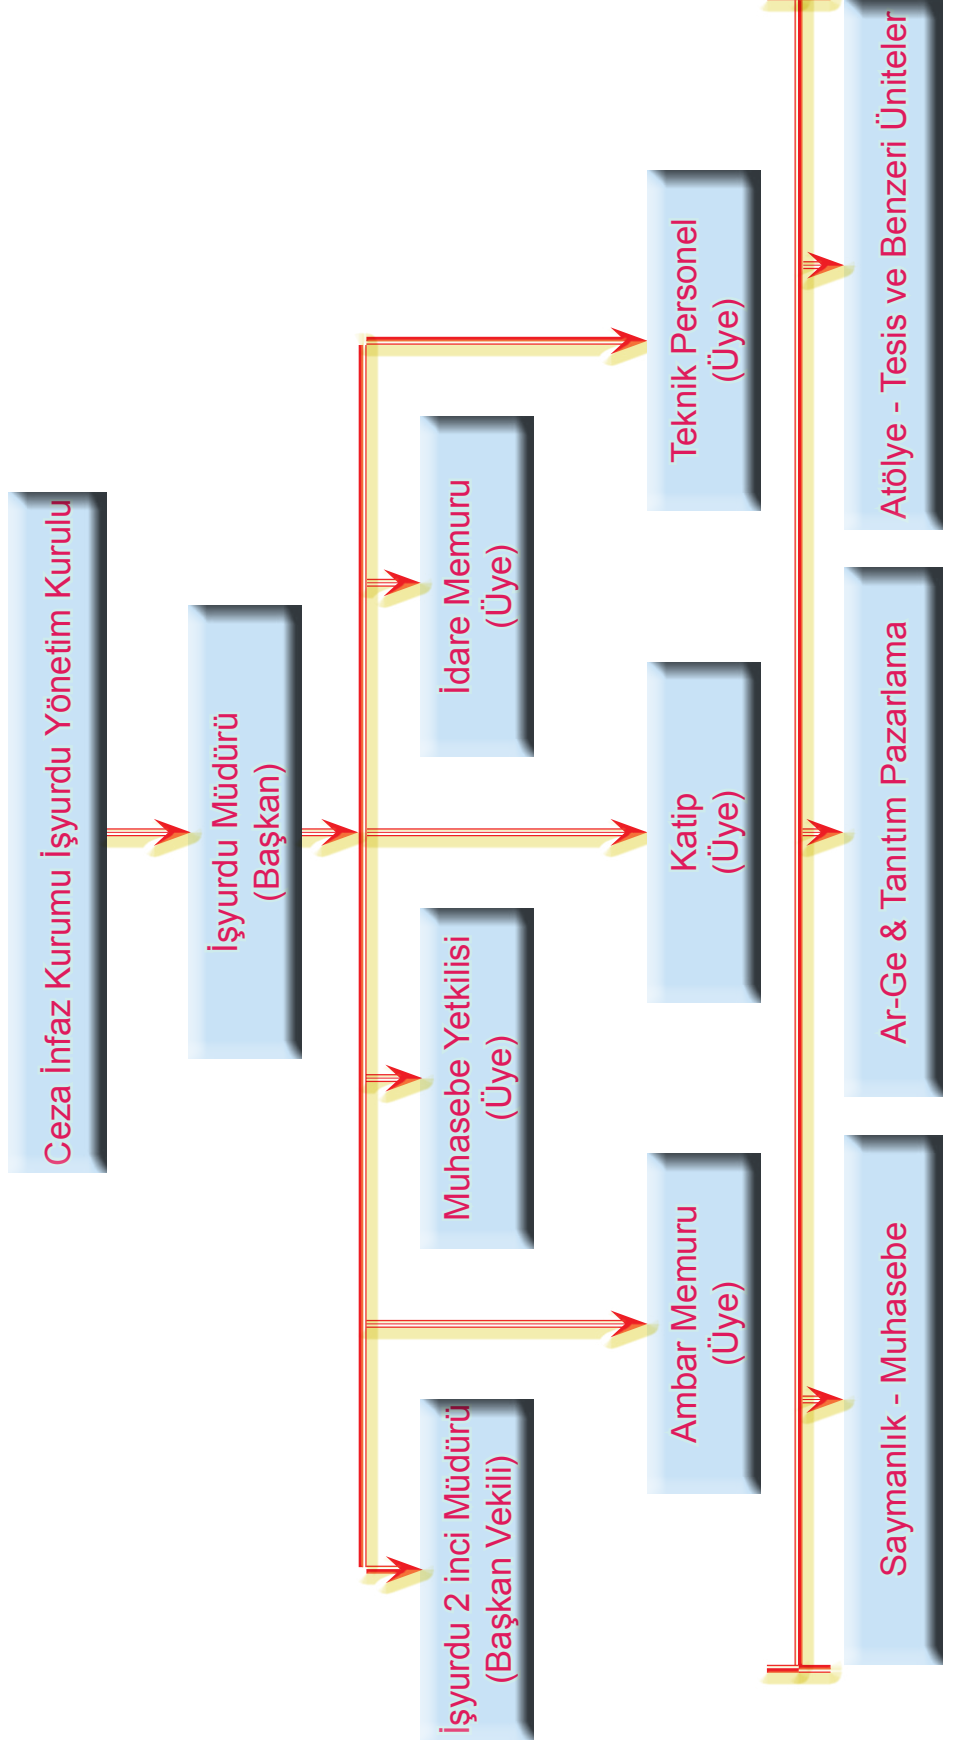 Ceza İnfaz Kurumu İşyurdu Yönetim Kurulu
İşyurdu Müdürü
(Başkan)
İşyurdu 2 inci Müdürü
(Başkan Vekili)
Muhasebe Yetkilisi
(Üye)
İdare Memuru
(Üye)
Ambar Memuru
(Üye)
Katip
(Üye)
Teknik Personel
(Üye)
Saymanlık - Muhasebe
Ar-Ge & Tanıtım Pazarlama
Atölye - Tesis ve Benzeri Üniteler